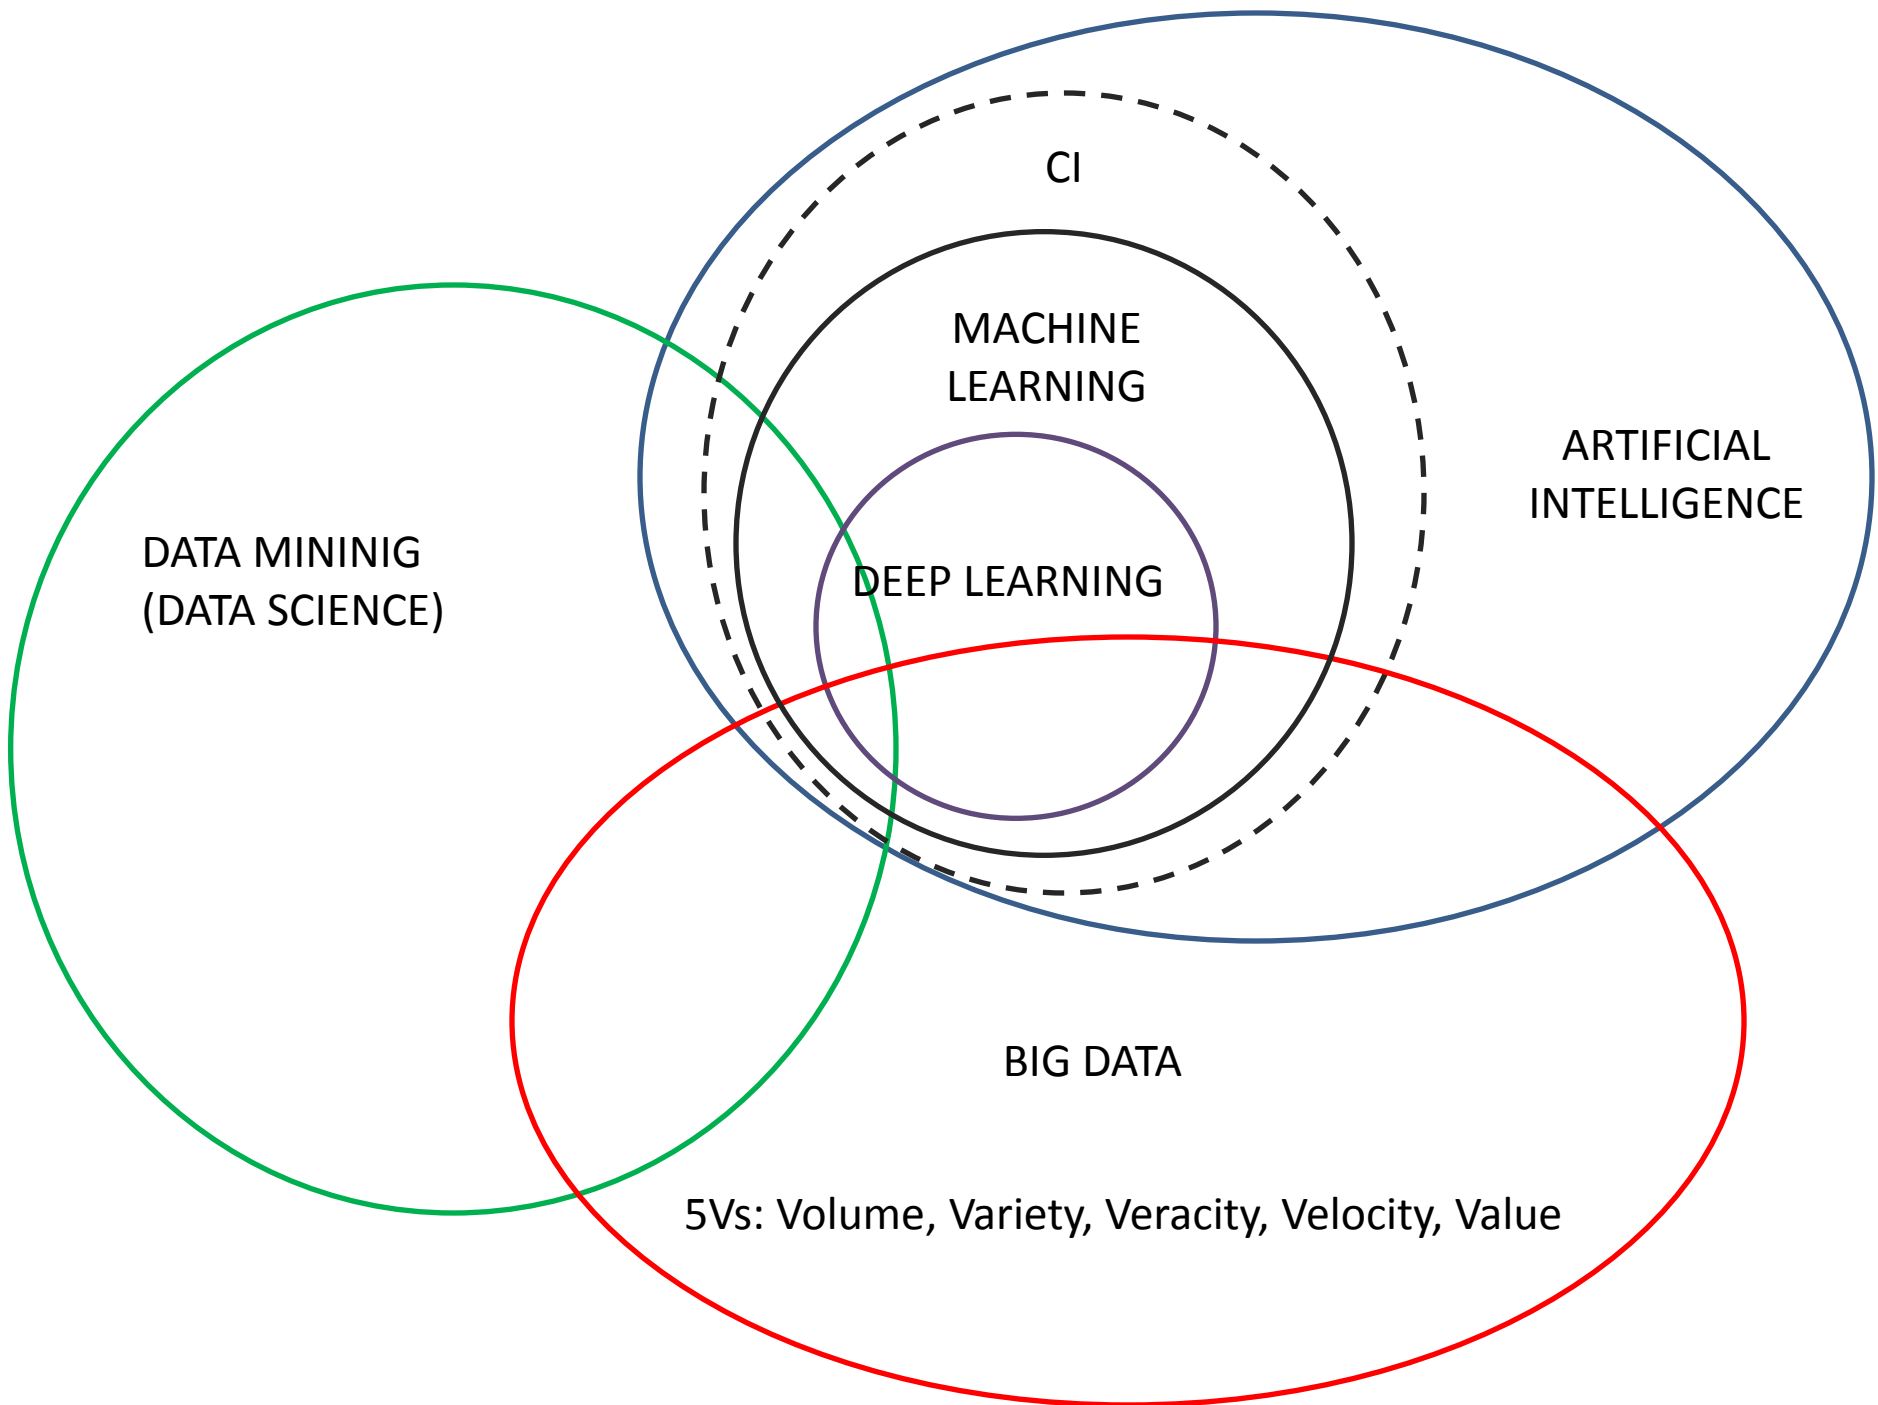 CI
MACHINE
LEARNING
ARTIFICIAL
INTELLIGENCE
DATA MININIG
(DATA SCIENCE)
DEEP LEARNING
BIG DATA
5Vs: Volume, Variety, Veracity, Velocity, Value